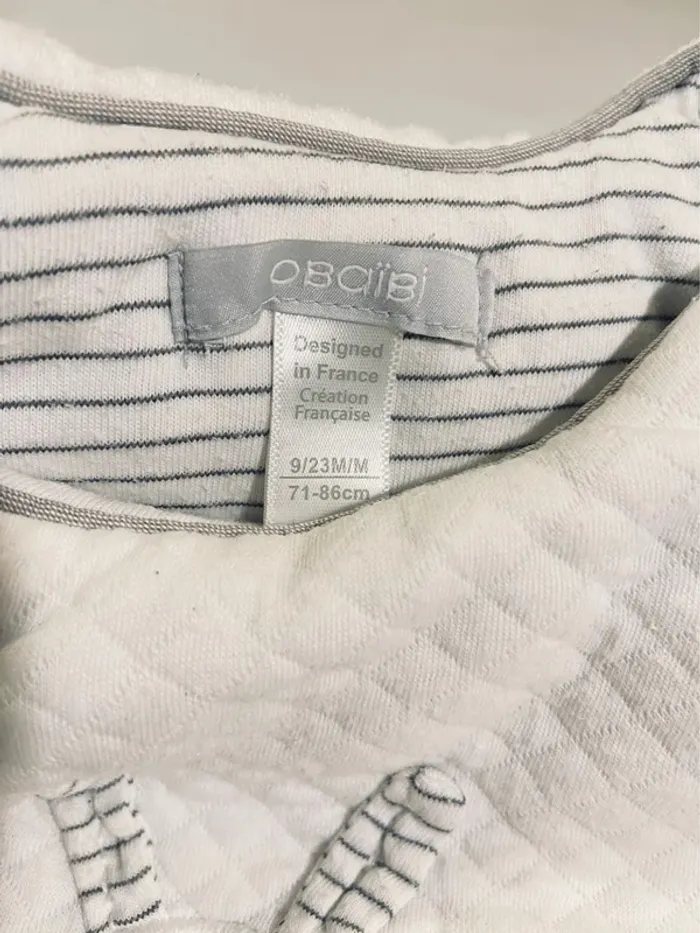 obaïbi
Designed
in France
Création
Française
9/23M/M
71-86cm